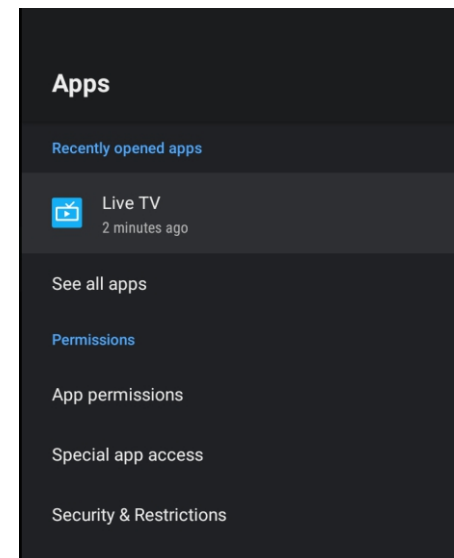 Apps
Recently opened apps
Live TV
2 minutes ago
See all apps
Permissions
App permissions
Special app access
Security & Restrictions